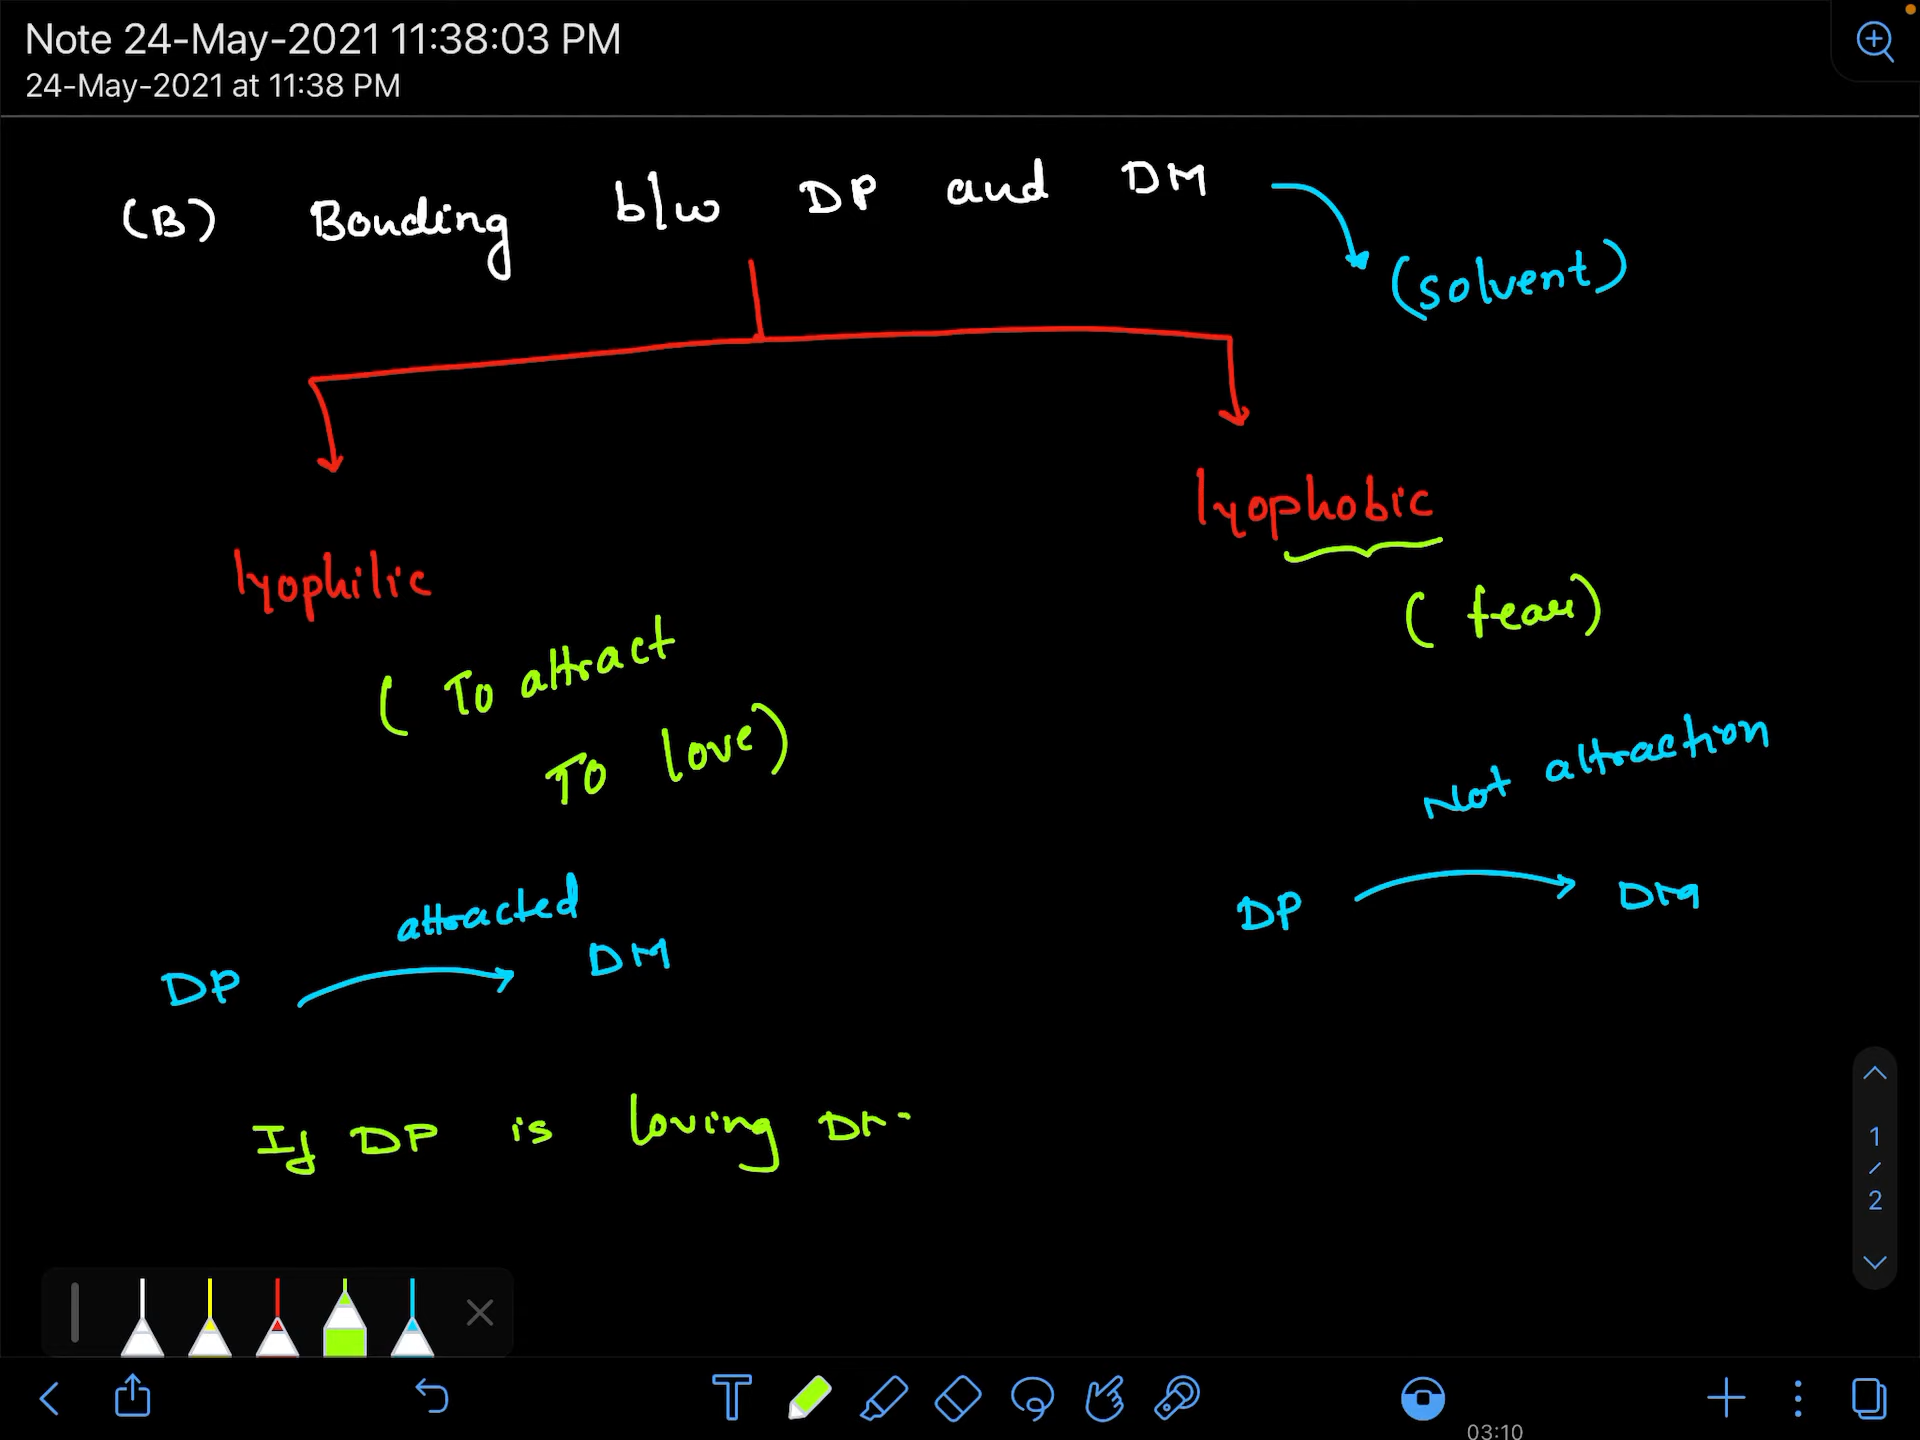 Note 24-May-2021 11:38:03 PM
24-May-2021 at 11:38 PM
(B) Bonding b/w DP and DM
(solvent)
lyophilic
lyophobic
(To attract
To love)
(fear)
Not attraction
attracted
DP DM
DP DM
If DP is loving DM
1
/
2
03:10